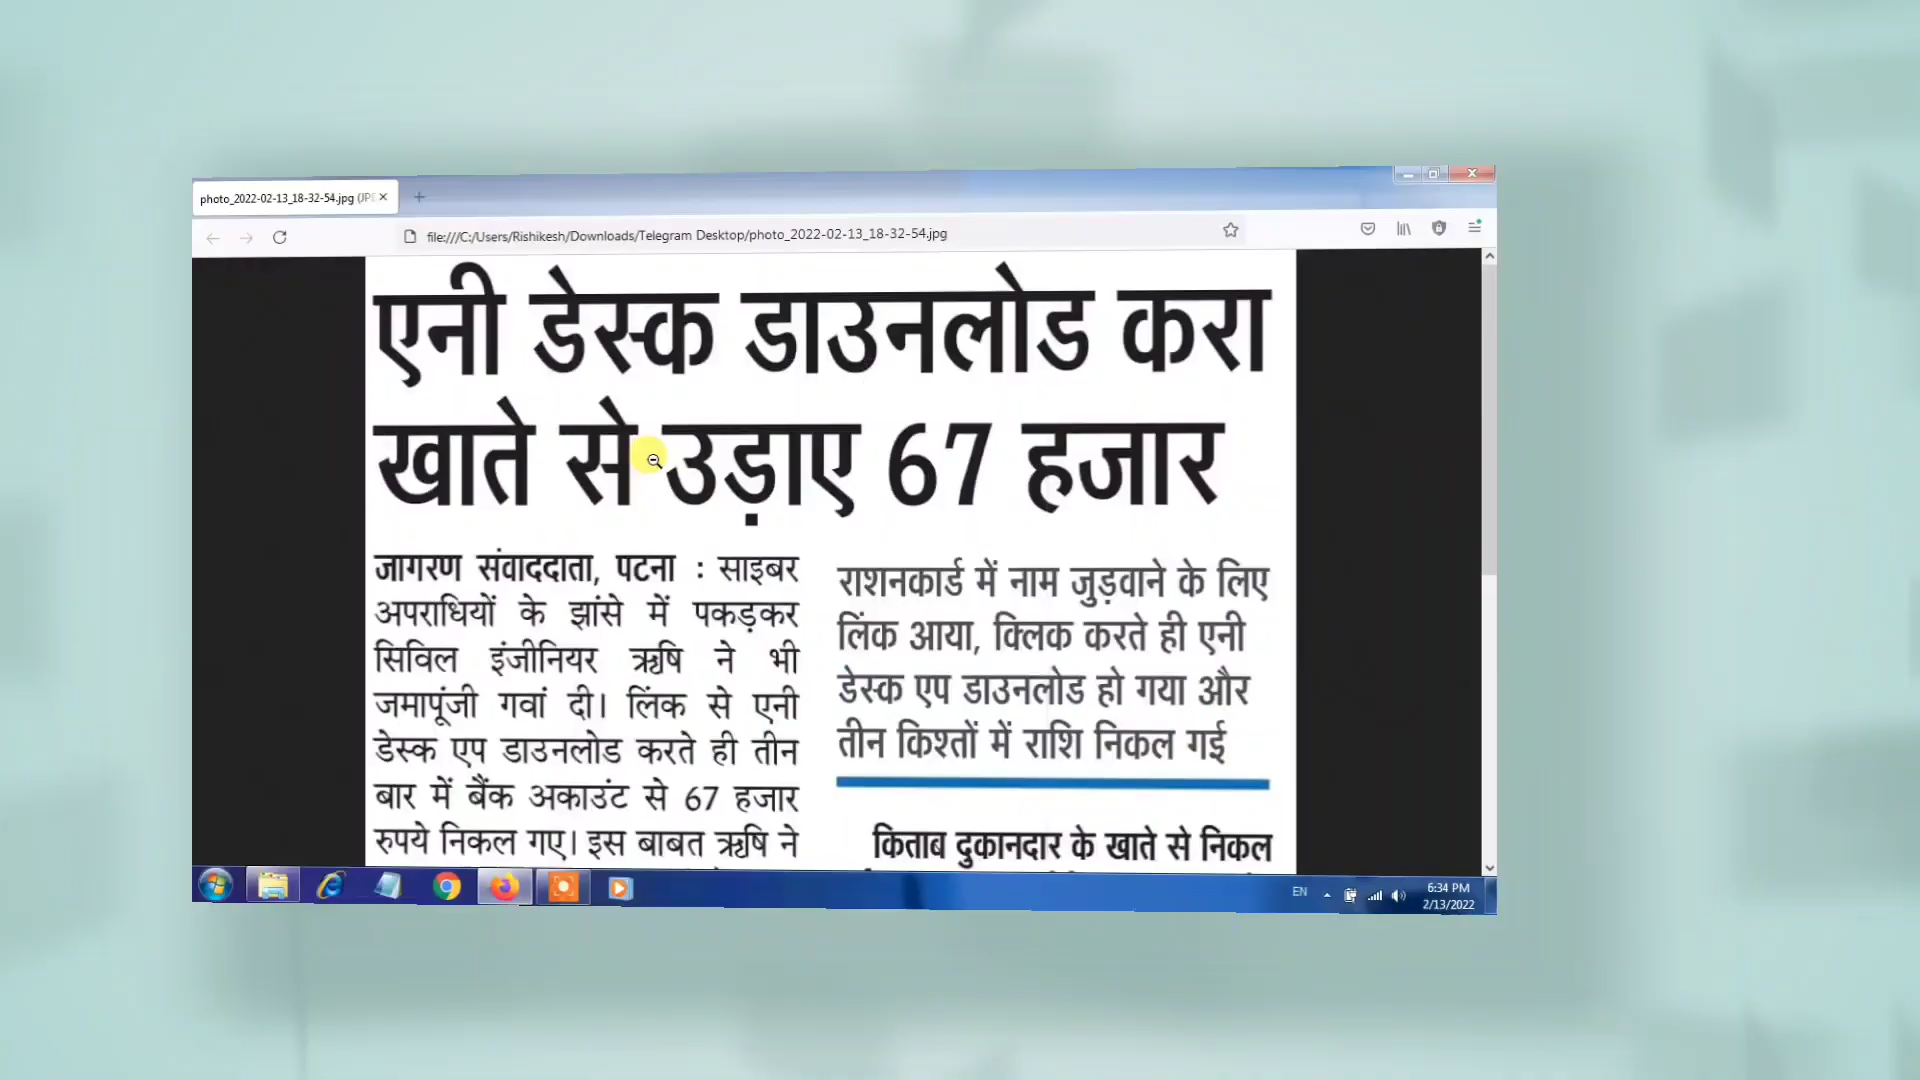 photo_2022-02-13_18-32-54.jpg (JPE
file:///C:/Users/Rishikesh/Downloads/Telegram Desktop/photo_2022-02-13_18-32-54.jpg
एनी डेस्क डाउनलोड करा
खाते से उड़ाए 67 हजार
जागरण संवाददाता, पटना : साइबर
अपराधियों के झांसे में पकड़कर
सिविल इंजीनियर ऋषि ने भी
जमापूंजी गवां दी। लिंक से एनी
डेस्क एप डाउनलोड करते ही तीन
बार में बैंक अकाउंट से 67 हजार
रुपये निकल गए। इस बाबत ऋषि ने
राशनकार्ड में नाम जुड़वाने के लिए
लिंक आया, क्लिक करते ही एनी
डेस्क एप डाउनलोड हो गया और
तीन किश्तों में राशि निकल गई
किताब दुकानदार के खाते से निकल
EN
6:34 PM
2/13/2022